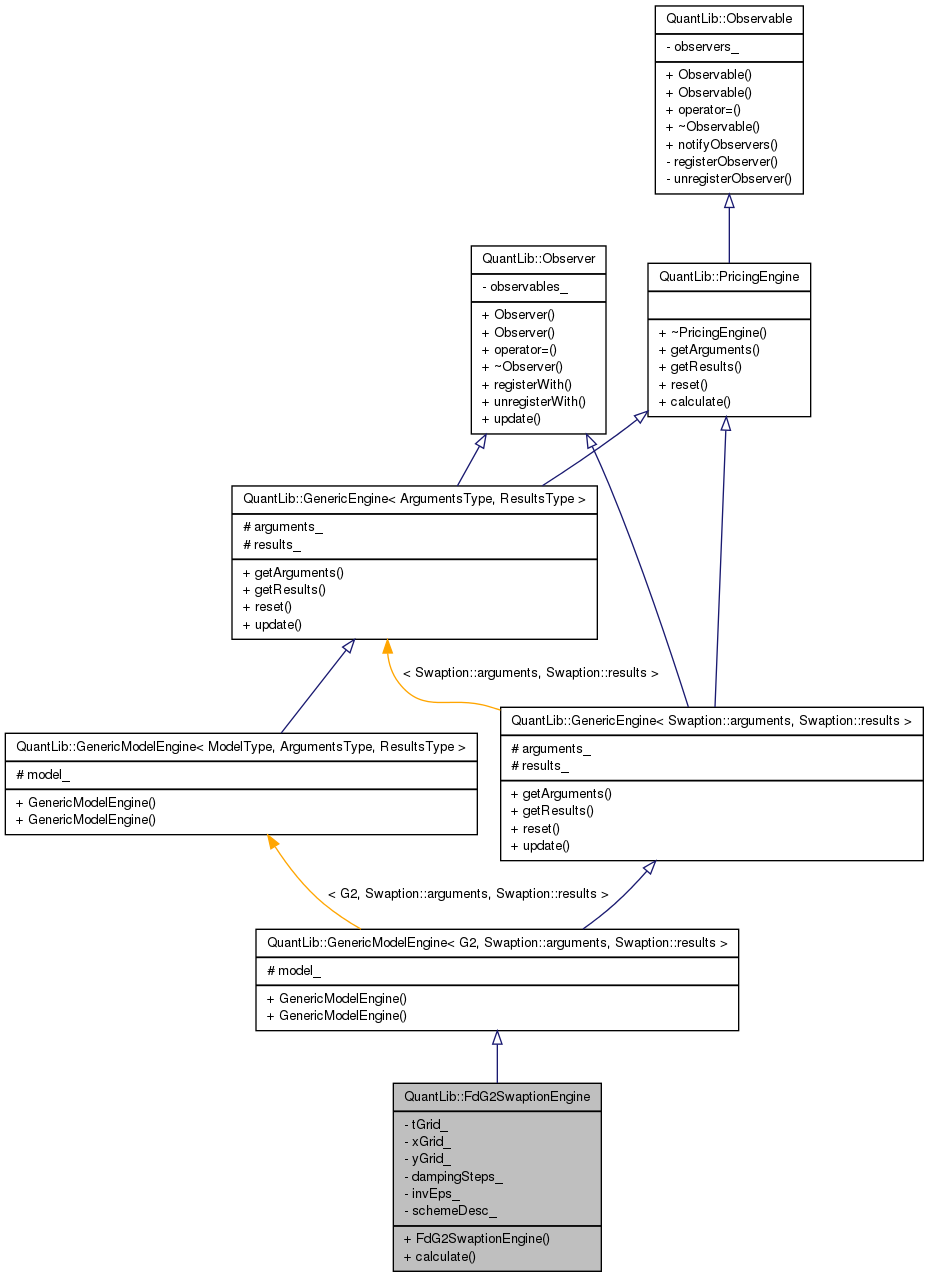 QuantLib::Observable
- observers_
+ Observable()
+ Observable()
+ operator=()
+ ~Observable()
+ notifyObservers()
- registerObserver()
- unregisterObserver()
QuantLib::Observer
- observables_
+ Observer()
+ Observer()
+ operator=()
+ ~Observer()
+ registerWith()
+ unregisterWith()
+ update()
QuantLib::PricingEngine
+ ~PricingEngine()
+ getArguments()
+ getResults()
+ reset()
+ calculate()
QuantLib::GenericEngine< ArgumentsType, ResultsType >
# arguments_
# results_
+ getArguments()
+ getResults()
+ reset()
+ update()
< Swaption::arguments, Swaption::results >
QuantLib::GenericModelEngine< ModelType, ArgumentsType, ResultsType >
# model_
+ GenericModelEngine()
+ GenericModelEngine()
QuantLib::GenericEngine< Swaption::arguments, Swaption::results >
# arguments_
# results_
+ getArguments()
+ getResults()
+ reset()
+ update()
< G2, Swaption::arguments, Swaption::results >
QuantLib::GenericModelEngine< G2, Swaption::arguments, Swaption::results >
# model_
+ GenericModelEngine()
+ GenericModelEngine()
QuantLib::FdG2SwaptionEngine
- tGrid_
- xGrid_
- yGrid_
- dampingSteps_
- invEps_
- schemeDesc_
+ FdG2SwaptionEngine()
+ calculate()